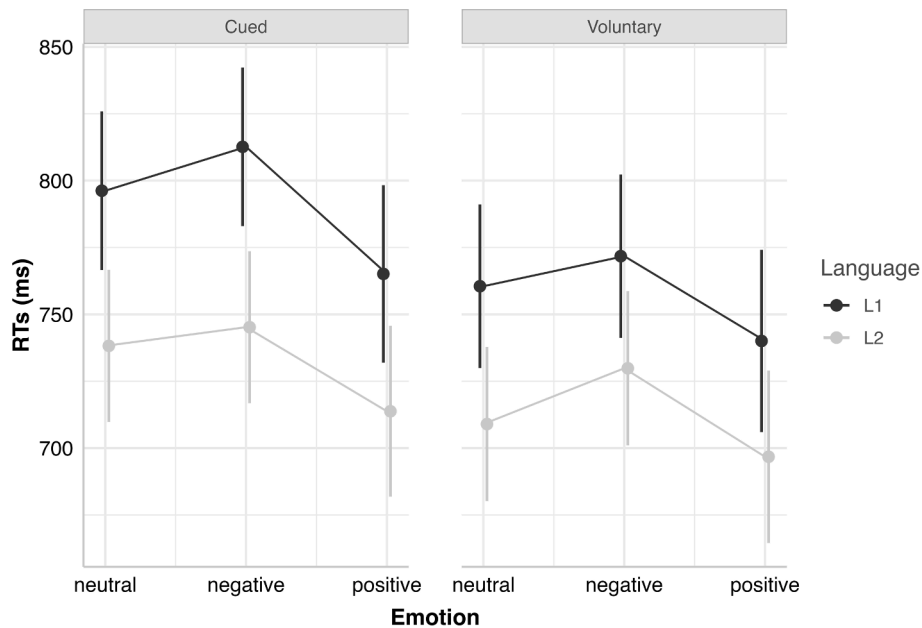 Cued
Voluntary
850
800
750
700
RTs (ms)
neutral
negative
positive
neutral
negative
positive
Emotion
Language
L1
L2